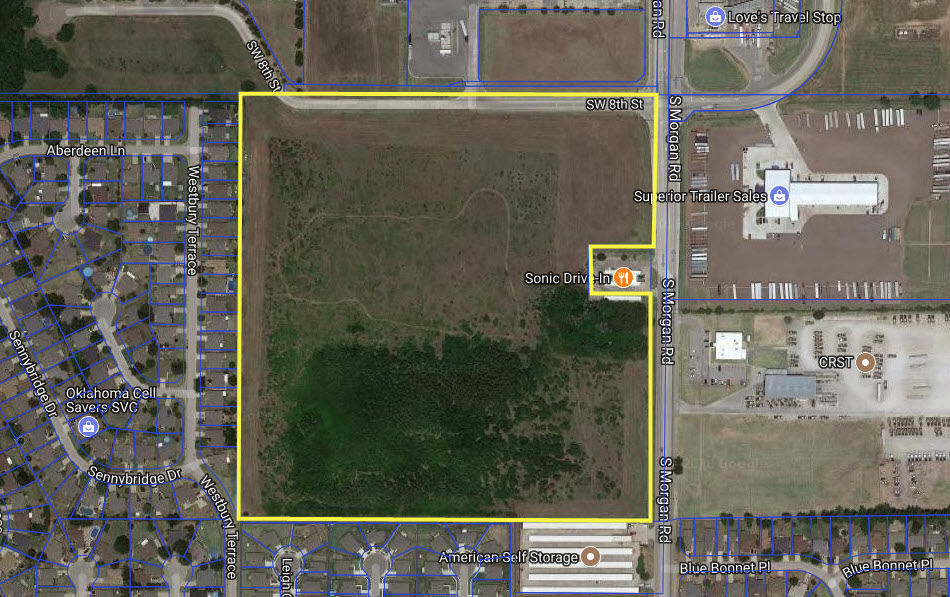 an Rd
Love's Travel Stop
SW 8th St
SW 8th St
S Morgan Rd
Aberdeen Ln
Westbury Terrace
Superior Trailer Sales
Sonic Drive-In
S Morgan Rd
Sennybridge Dr
CRST
Oklahoma Cell
Savers SVC
Sennybridge Dr
Westbury Terrace
S Morgan Rd
American Self Storage
Leigh C
Blue Bonnet Pl
Blue Bonnet Pl